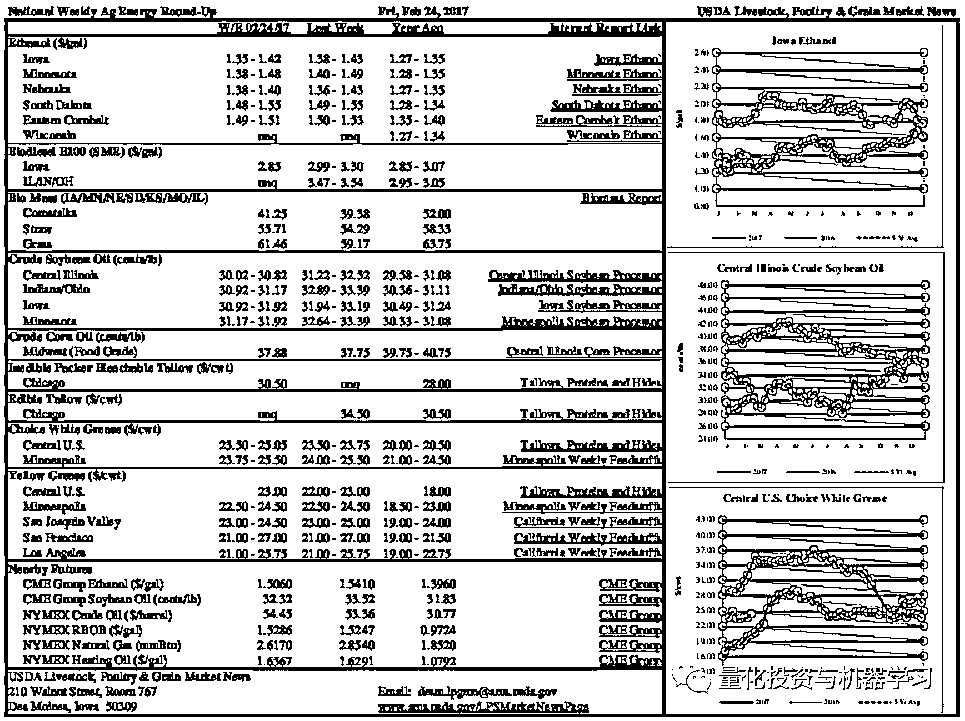 National Weekly Ag Energy Round-Up Fri, Feb 24, 2017 USDA Livestock, Poultry & Grain Market News
W/E 02/24/17 Last Week Year Ago Internet Report Link
Ethanol ($/gal)
Iowa 1.35 - 1.42 1.38 - 1.43 1.27 - 1.35 Iowa Ethanol
Minnesota 1.38 - 1.48 1.40 - 1.49 1.28 - 1.35 Minnesota Ethanol
Nebraska 1.38 - 1.40 1.36 - 1.43 1.27 - 1.35 Nebraska Ethanol
South Dakota 1.48 - 1.55 1.49 - 1.55 1.28 - 1.34 South Dakota Ethanol
Eastern Cornbelt 1.49 - 1.51 1.50 - 1.53 1.35 - 1.40 Eastern Cornbelt Ethanol
Wisconsin unq unq 1.27 - 1.34 Wisconsin Ethanol
Biodiesel B100 (SME) ($/gal)
Iowa 2.85 2.99 - 3.30 2.85 - 3.07
IL/IN/OH unq 3.47 - 3.54 2.95 - 3.05
Bio Mass (IA/MN/NE/SD/KS/MO/IL) Biomass Report
Cornstalks 41.25 39.38 52.00
Straw 55.71 54.29 58.33
Grass 61.46 59.17 63.75
Crude Soybean Oil (cents/lb)
Central Illinois 30.02 - 30.82 31.22 - 32.52 29.58 - 31.08 Central Illinois Soybean Processor
Indiana/Ohio 30.92 - 31.17 32.89 - 33.39 30.36 - 31.11 Indiana/Ohio Soybean Processor
Iowa 30.92 - 31.92 31.94 - 33.19 30.49 - 31.24 Iowa Soybean Processor
Minnesota 31.17 - 31.92 32.64 - 33.39 30.33 - 31.08 Minneapolis Soybean Processor
Crude Corn Oil (cents/lb)
Midwest (Food Grade) 37.88 37.75 39.75 - 40.75 Central Illinois Corn Processor
Inedible Packer Bleachable Tallow ($/cwt)
Chicago 30.50 unq 28.00 Tallows, Proteins and Hides
Edible Tallow ($/cwt)
Chicago unq 34.50 30.50 Tallows, Proteins and Hides
Choice White Grease ($/cwt)
Central U.S. 23.50 - 25.05 23.50 - 23.75 20.00 - 20.50 Tallows, Proteins and Hides
Minneapolis 23.75 - 25.50 24.00 - 25.50 21.00 - 24.50 Minneapolis Weekly Feedstuffs
Yellow Grease ($/cwt)
Central U.S. 23.00 22.00 - 23.00 18.00 Tallows, Proteins and Hides
Minneapolis 22.50 - 24.50 22.50 - 24.50 18.50 - 23.00 Minneapolis Weekly Feedstuffs
San Joaquin Valley 23.00 - 24.50 23.00 - 25.00 19.00 - 24.00 California Weekly Feedstuffs
San Francisco 21.00 - 27.00 21.00 - 27.00 19.00 - 21.50 California Weekly Feedstuffs
Los Angeles 21.00 - 25.75 21.00 - 25.75 19.00 - 22.75 California Weekly Feedstuffs
Nearby Futures
CME Group Ethanol ($/gal) 1.5060 1.5410 1.3960 CME Group
CME Group Soybean Oil (cents/lb) 32.32 33.52 31.83 CME Group
NYMEX Crude Oil ($/barrel) 54.45 53.36 30.77 CME Group
NYMEX RBOB ($/gal) 1.5286 1.5247 0.9724 CME Group
NYMEX Natural Gas (mmBtu) 2.6170 2.8540 1.8520 CME Group
NYMEX Heating Oil ($/gal) 1.6367 1.6291 1.0792 CME Group
USDA Livestock, Poultry & Grain Market News
210 Walnut Street, Room 767 Email: desm.lpgmn@ams.usda.gov
Des Moines, Iowa 50309 www.ams.usda.gov/LPSMarketNewsPage
Iowa Ethanol
2.60
2.40
2.20
2.00
1.80
1.60
1.40
1.20
1.00
0.80
$/gal
2017 2016 5 Yr Avg
Central Illinois Crude Soybean Oil
48.00
46.00
44.00
42.00
40.00
38.00
36.00
34.00
32.00
30.00
28.00
26.00
24.00
cents/lb
2017 2016 5 Yr Avg
Central U.S. Choice White Grease
43.00
40.00
37.00
34.00
31.00
28.00
25.00
22.00
19.00
16.00
$/cwt
2017 2016 5 Yr Avg
量化投资与机器学习